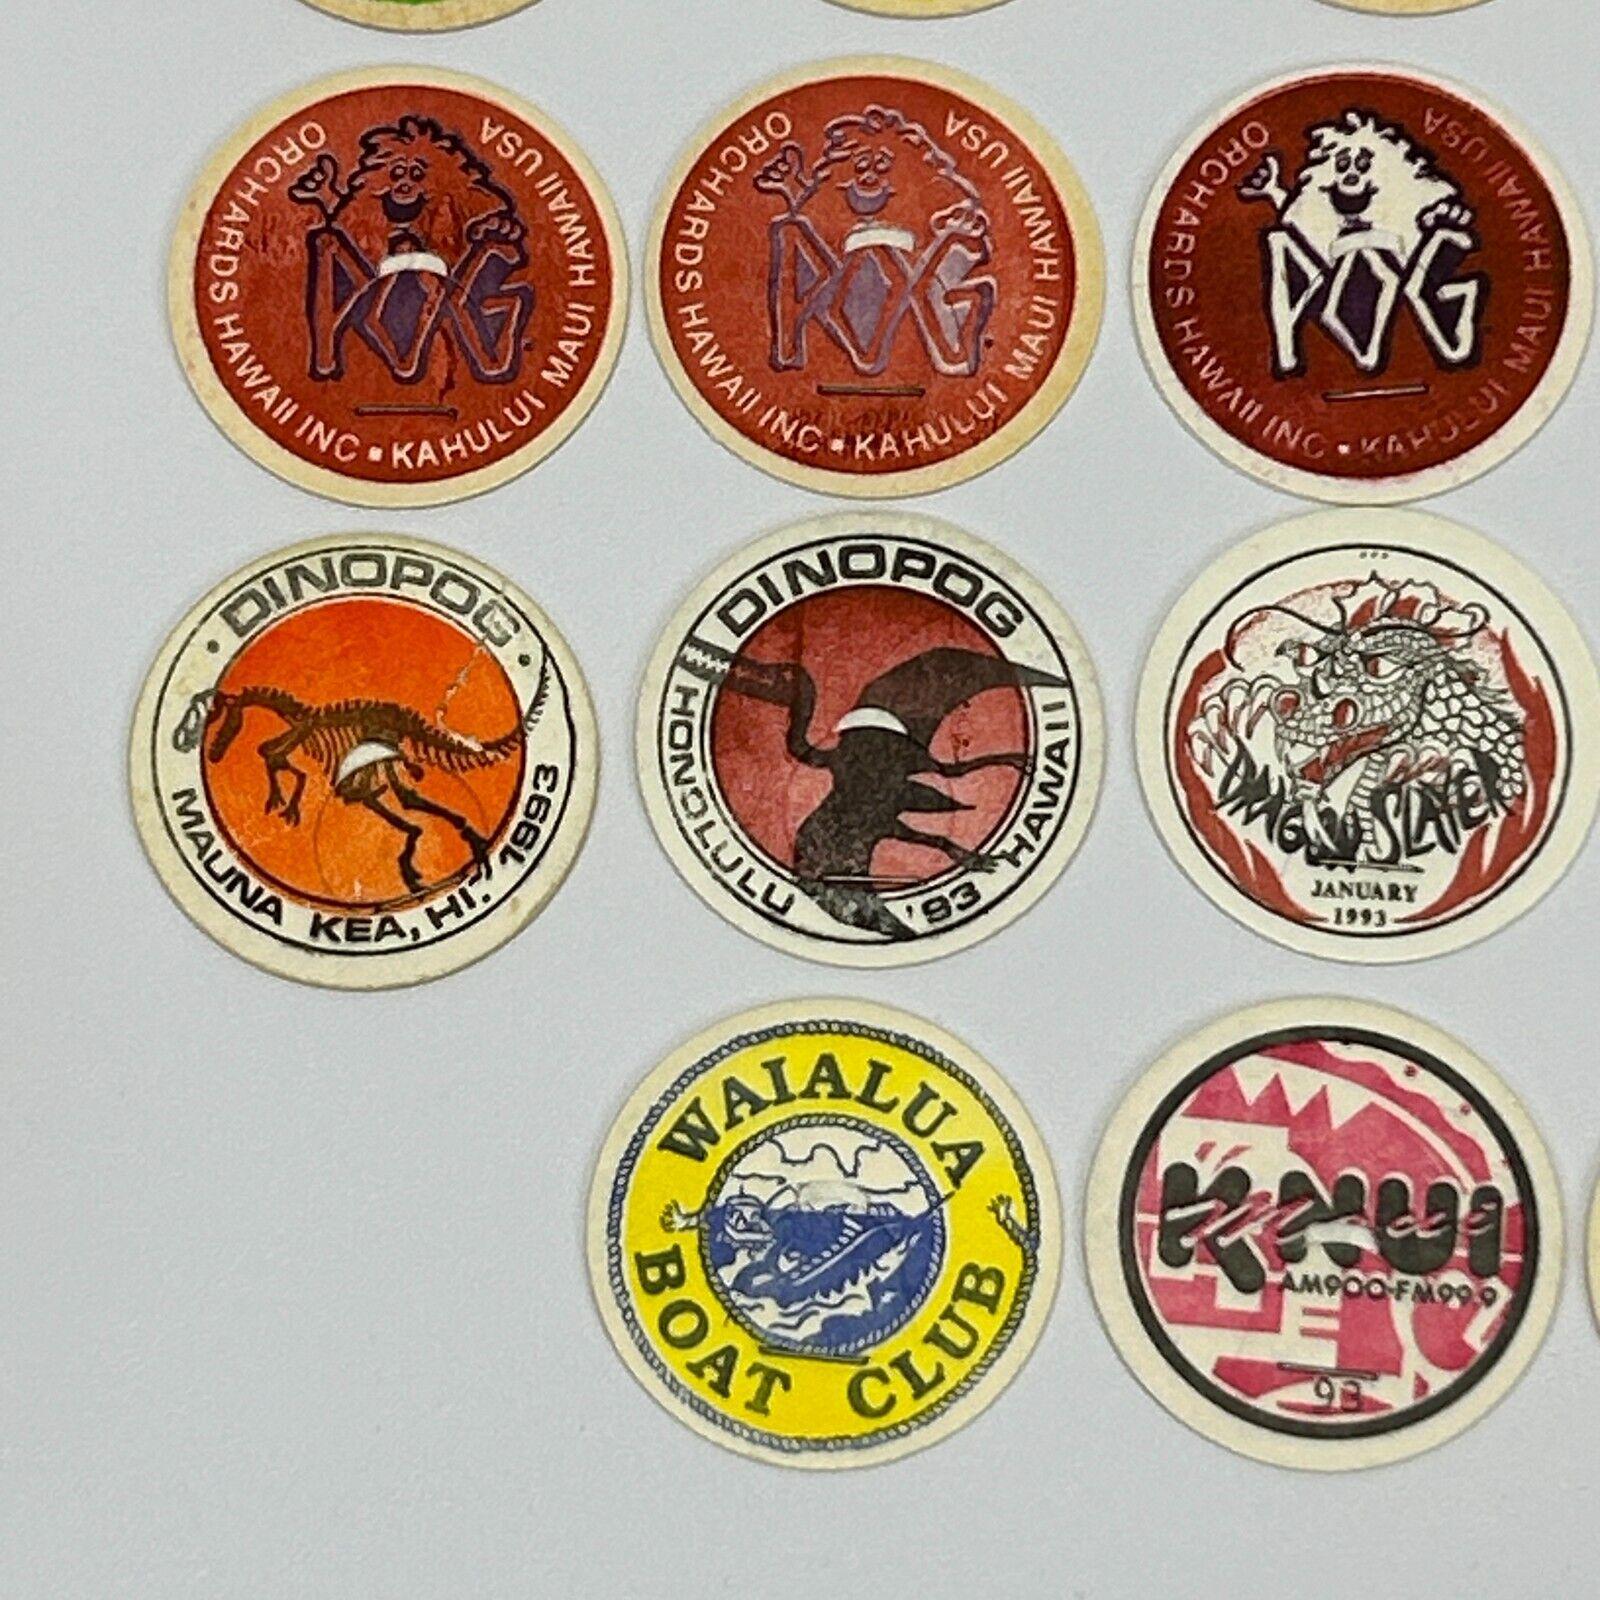 ORCHARDS HAWAII INC • KAHULUI MAUI HAWAII USA
POG
ORCHARDS HAWAII INC • KAHULUI MAUI HAWAII USA
POG
ORCHARDS HAWAII INC • KAHULUI MAUI HAWAII USA
POG
• DINOPOG •
MAUNA KEA, HI. 1993
DINOPOG
HONOLULU '93 HAWAII
DRAGON SLAYER
JANUARY
1993
WAIALUA
BOAT CLUB
KNUI
AM900-FM99.9
93